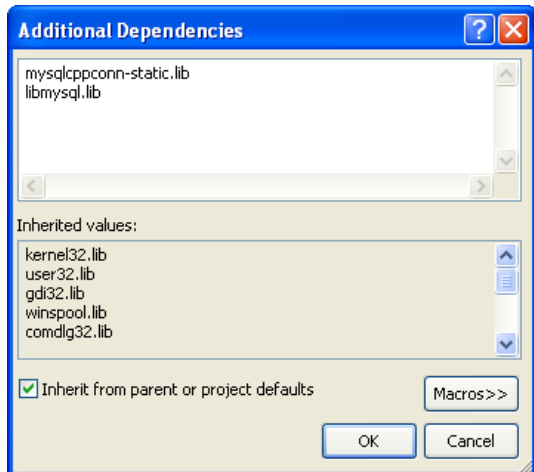 Additional Dependencies
mysqlcppconn-static.lib
libmysql.lib
Inherited values:
kernel32.lib
user32.lib
gdi32.lib
winspool.lib
comdlg32.lib
Inherit from parent or project defaults
Macros>>
OK
Cancel